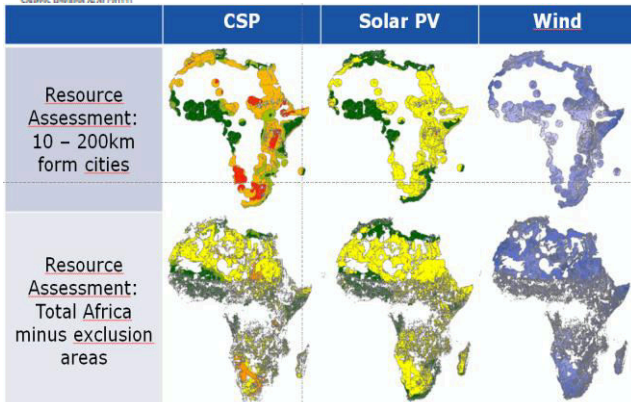 CSP
Solar PV
Wind
Resource
Assessment:
10 – 200km
form cities
Resource
Assessment:
Total Africa
minus exclusion
areas